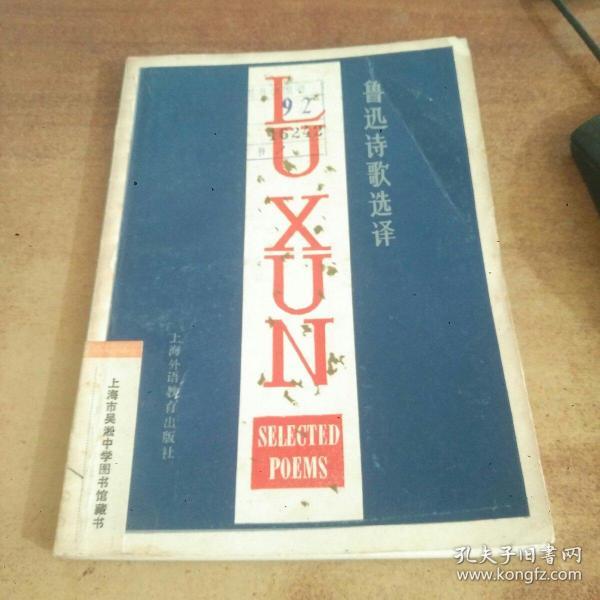 LU XUN
SELECTED
POEMS
鲁迅诗歌选译
上海外语教育出版社
上海市吴淞中学图书馆藏书
92
16242
孔夫子旧书网
www.kongfz.com